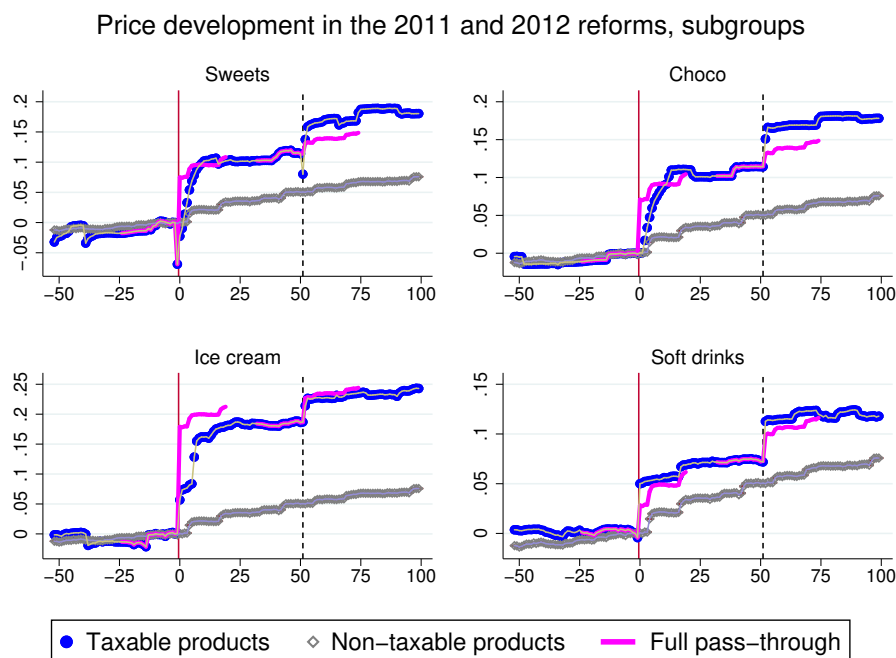 Price development in the 2011 and 2012 reforms, subgroups
Sweets
−.05 0 .05 .1 .15 .2
−50 −25 0 25 50 75 100
Choco
0 .05 .1 .15 .2
−50 −25 0 25 50 75 100
Ice cream
0 .05 .1 .15 .2 .25
−50 −25 0 25 50 75 100
Soft drinks
0 .05 .1 .15
−50 −25 0 25 50 75 100
Taxable products Non−taxable products Full pass−through